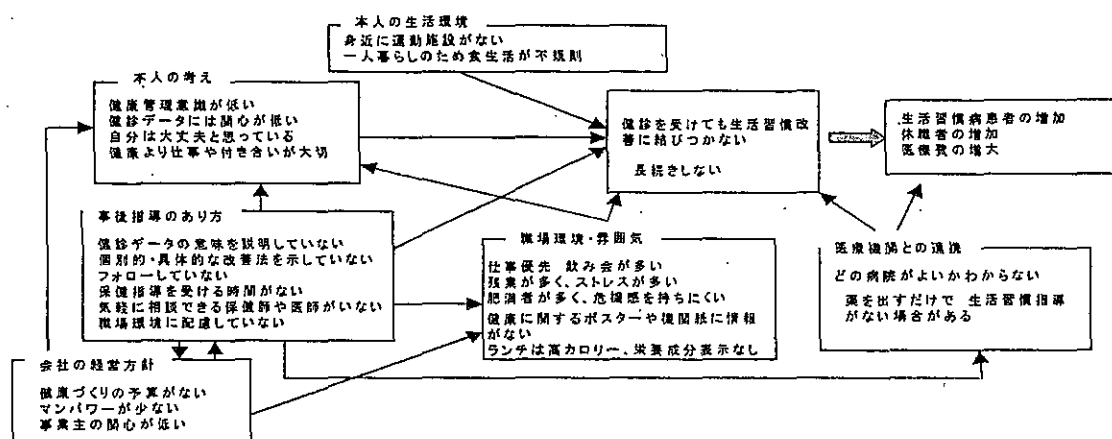 本人の生活環境
身近に運動施設がない
一人暮らしのため食生活が不規則
本人の考え
健康管理意識が低い
健診データには関心が低い
自分は大丈夫と思っている
健康より仕事や付き合いが大切
健診を受けても生活習慣改
善に結びつかない
長続きしない
生活習慣病患者の増加
休職者の増加
医療費の増大
事後指導のあり方
健診データの意味を説明していない
個別的・具体的な改善法を示していない
フォローしていない
保健指導を受ける時間がない
気軽に相談できる保健師や医師がいない
職場環境に配慮していない
職場環境・雰囲気
仕事優先 飲み会が多い
残業が多く、ストレスが多い
肥満者が多く、危機感を持ちにくい
健康に関するポスターや機関紙に情報
がない
ランチは高カロリー、栄養成分表示なし
医療機関との連携
どの病院がよいかわからない
薬を出すだけで 生活習慣指導
がない場合がある
会社の経営方針
健康づくりの予算がない
マンパワーが少ない
事業主の関心が低い